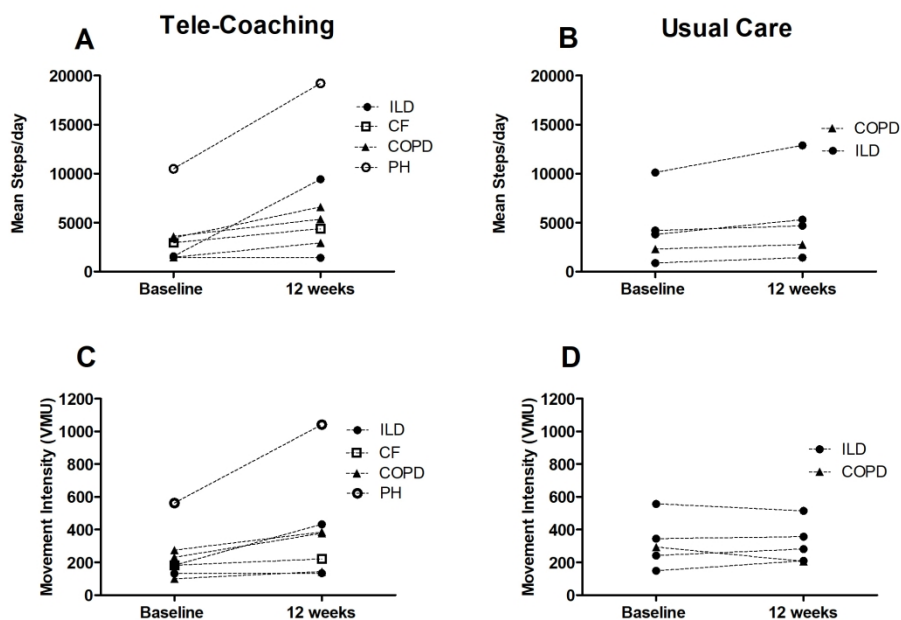 Tele-Coaching
Usual Care
A
B
Mean Steps/day
20000
15000
10000
5000
0
Baseline
12 weeks
ILD
CF
COPD
PH
Mean Steps/day
20000
15000
10000
5000
0
Baseline
12 weeks
COPD
ILD
C
D
Movement Intensity (VMU)
1200
1000
800
600
400
200
0
Baseline
12 weeks
ILD
CF
COPD
PH
Movement Intensity (VMU)
1200
1000
800
600
400
200
0
Baseline
12 weeks
ILD
COPD